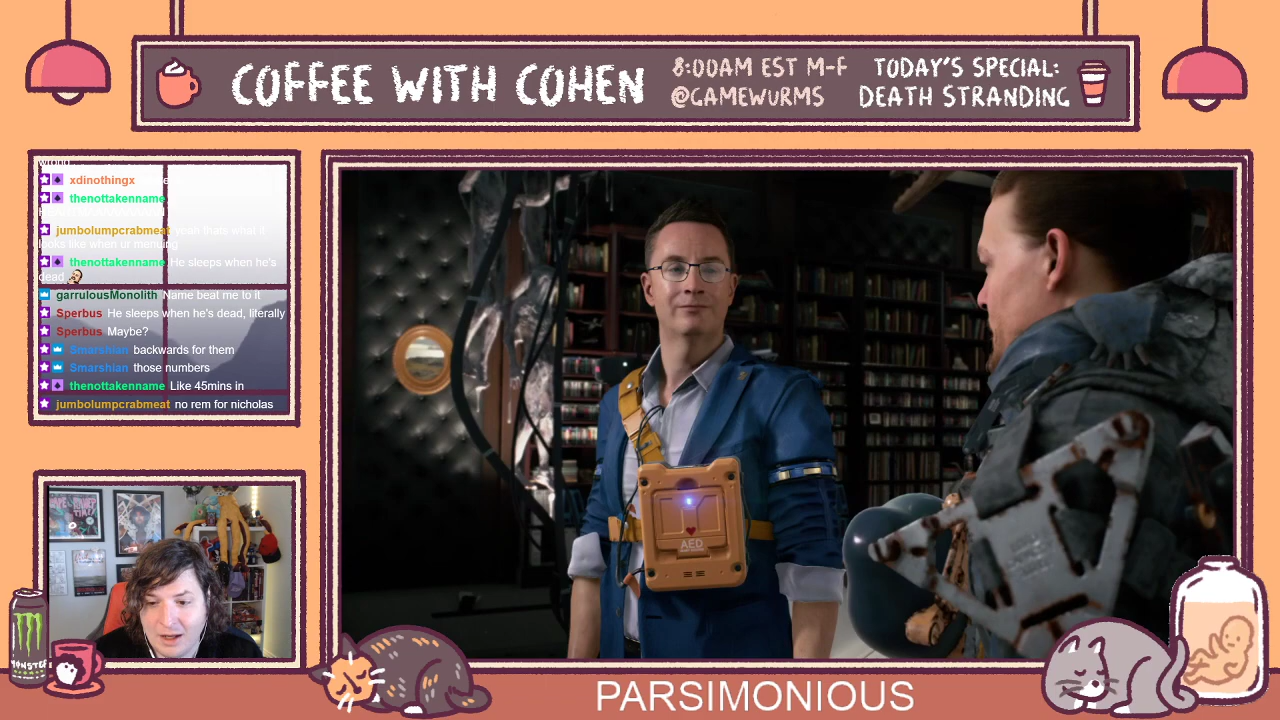 COFFEE WITH COHEN
8:00AM EST M-F
@GAMEWURMS
TODAY'S SPECIAL:
DEATH STRANDING
wrong
xdinothingx
thenottakenname
jumbolumpcrabmeat yeah thats what it
looks like when ur menuing
thenottakenname He sleeps when he's
dead
garrulousMonolith Name beat me to it
Sperbus He sleeps when he's dead, literally
Sperbus Maybe?
Smarshian backwards for them
Smarshian those numbers
thenottakenname Like 45mins in
jumbolumpcrabmeat no rem for nicholas
AED
MONSTER
PARSIMONIOUS